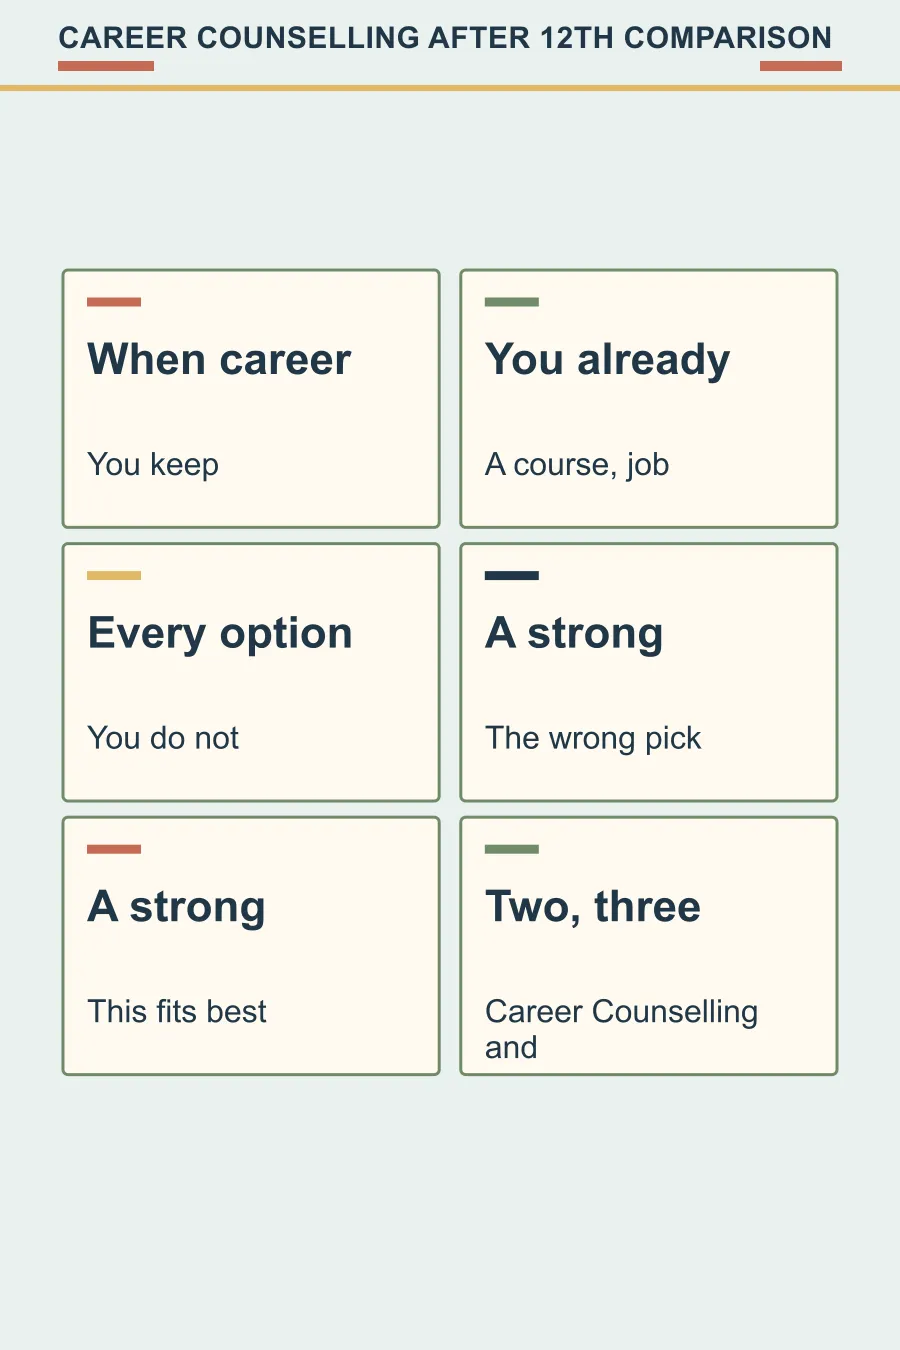 CAREER COUNSELLING AFTER 12TH COMPARISON
When career
You keep
You already
A course, job
Every option
You do not
A strong
The wrong pick
A strong
This fits best
Two, three
Career Counselling
and